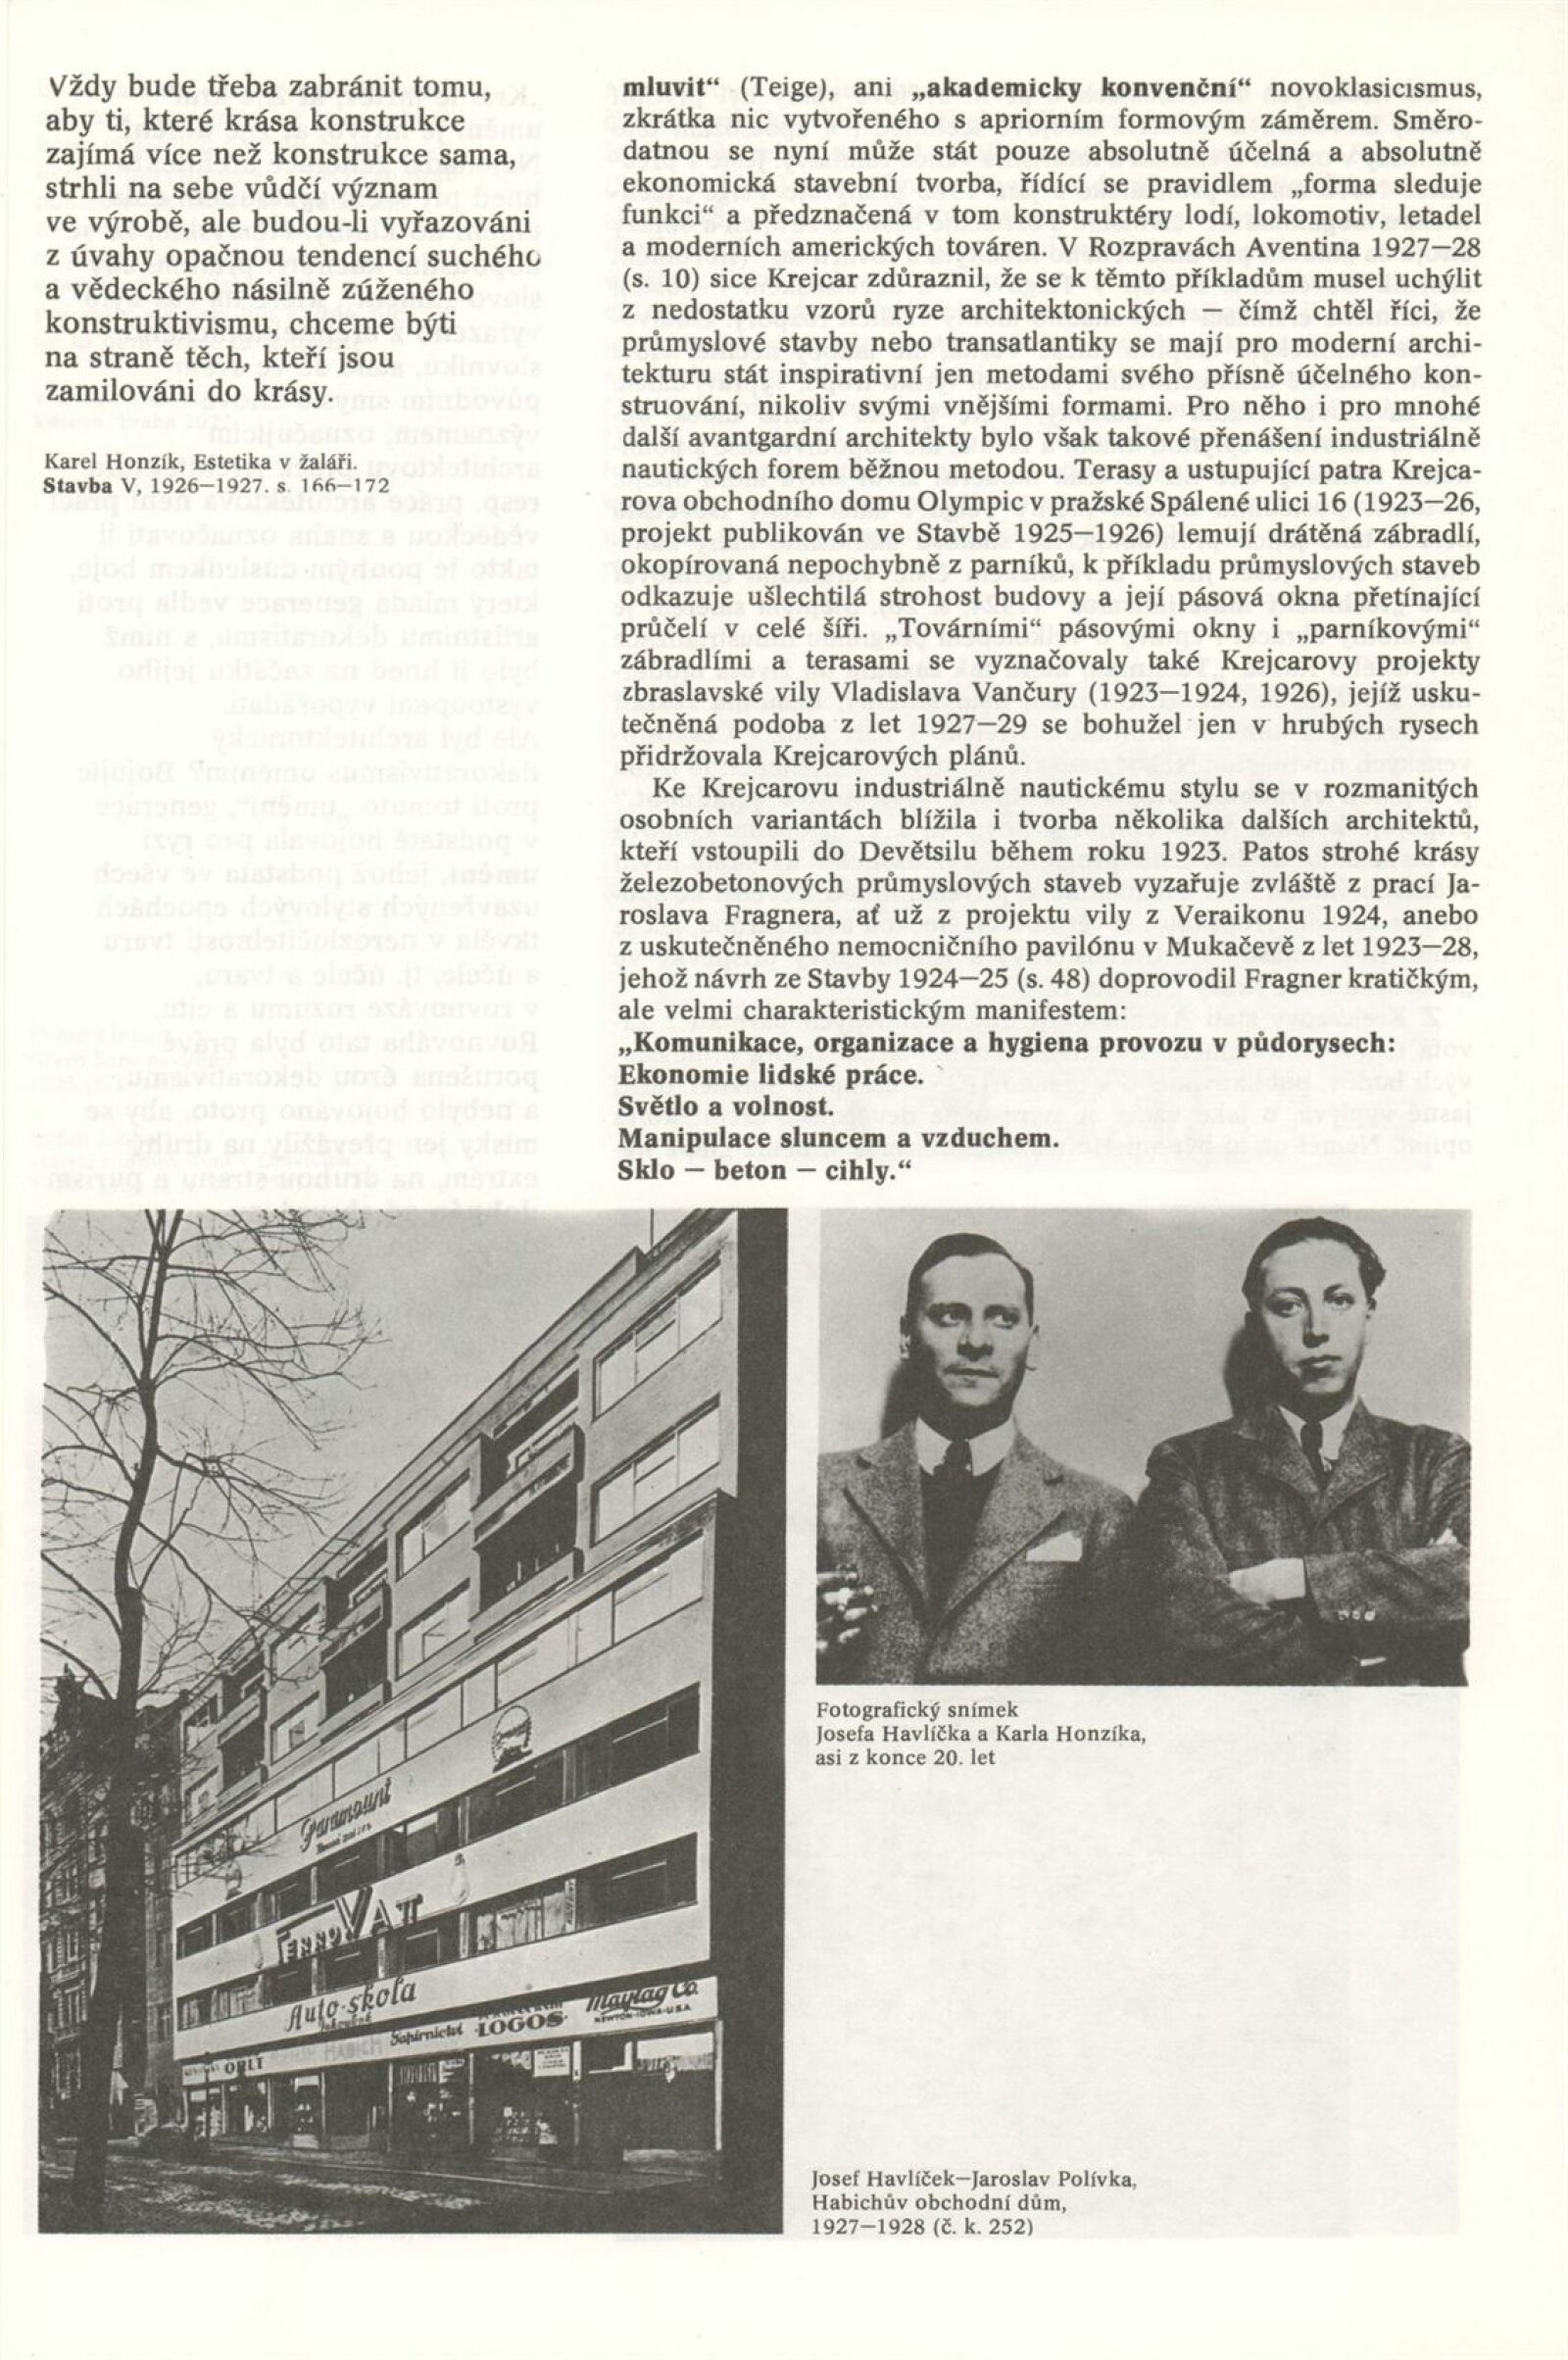 Vždy bude třeba zabránit tomu,
aby ti, které krása konstrukce
zajímá více než konstrukce sama,
strhli na sebe vůdčí význam
ve výrobě, ale budou-li vyřazováni
z úvahy opačnou tendencí suchého
a vědeckého násilně zúženého
konstruktivismu, chceme býti
na straně těch, kteří jsou
zamilováni do krásy.
Karel Honzík, Estetika v žaláři.
Stavba V, 1926—1927. s. 166—172
mluvit“ (Teige), ani „akademicky konvenční“ novoklasicismus,
zkrátka nic vytvořeného s apriorním formovým záměrem. Směro-
datnou se nyní může stát pouze absolutně účelná a absolutně
ekonomická stavební tvorba, řídící se pravidlem „forma sleduje
funkci“ a předznačená v tom konstruktéry lodí, lokomotiv, letadel
a moderních amerických továren. V Rozpravách Aventina 1927—28
(s. 10) sice Krejcar zdůraznil, že se k těmto příkladům musel uchýlit
z nedostatku vzorů ryze architektonických — čímž chtěl říci, že
průmyslové stavby nebo transatlantiky se mají pro moderní archi-
tekturu stát inspirativní jen metodami svého přísně účelného kon-
struování, nikoliv svými vnějšími formami. Pro něho i pro mnohé
další avantgardní architekty bylo však takové přenášení industriálně
nautických forem běžnou metodou. Terasy a ustupující patra Krejca-
rova obchodního domu Olympic v pražské Spálené ulici 16 (1923—26,
projekt publikován ve Stavbě 1925—1926) lemují drátěná zábradlí,
okopírovaná nepochybně z parníků, k příkladu průmyslových staveb
odkazuje ušlechtilá strohost budovy a její pásová okna přetínající
průčelí v celé šíři. „Továrními“ pásovými okny i „parníkovými“
zábradlími a terasami se vyznačovaly také Krejcarovy projekty
zbraslavské vily Vladislava Vančury (1923—1924, 1926), jejíž usku-
tečněná podoba z let 1927—29 se bohužel jen v hrubých rysech
přidržovala Krejcarových plánů.
Ke Krejcarovu industriálně nautickému stylu se v rozmanitých
osobních variantách blížila i tvorba několika dalších architektů,
kteří vstoupili do Devětsilu během roku 1923. Patos strohé krásy
železobetonových průmyslových staveb vyzařuje zvláště z prací Ja-
roslava Fragnera, ať už z projektu vily z Veraikonu 1924, anebo
z uskutečněného nemocničního pavilónu v Mukačevě z let 1923—28,
jehož návrh ze Stavby 1924—25 (s. 48) doprovodil Fragner kratičkým,
ale velmi charakteristickým manifestem:
„Komunikace, organizace a hygiena provozu v půdorysech:
Ekonomie lidské práce.
Světlo a volnost.
Manipulace sluncem a vzduchem.
Sklo — beton — cihly.“
Paramount
FERROVATT
Auto-škola
Papírnictví LOGOS
Maytag Co.
NEWTON-IOWA-U.S.A.
ORLT
HABICH
Fotografický snímek
Josefa Havlíčka a Karla Honzíka,
asi z konce 20. let
Josef Havlíček—Jaroslav Polívka,
Habichův obchodní dům,
1927—1928 (č. k. 252)